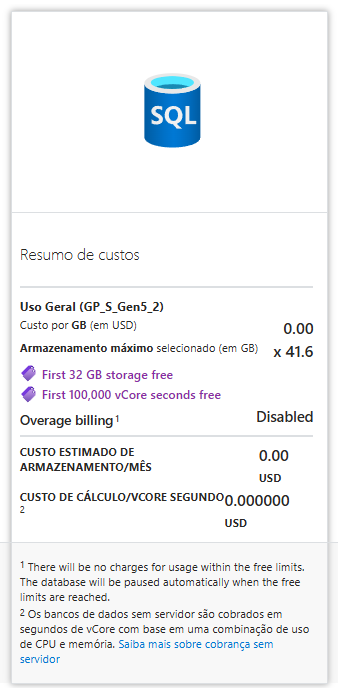 SQL
Resumo de custos
Uso Geral (GP_S_Gen5_2)
Custo por GB (em USD) 0.00
Armazenamento máximo selecionado (em GB) x 41.6
First 32 GB storage free
First 100,000 vCore seconds free
Overage billing 1 Disabled
CUSTO ESTIMADO DE
ARMAZENAMENTO/MÊS 0.00
USD
CUSTO DE CÁLCULO/VCORE SEGUNDO 0.000000
2
USD
1 There will be no charges for usage within the free limits.
The database will be paused automatically when the free
limits are reached.
2 Os bancos de dados sem servidor são cobrados em
segundos de vCore com base em uma combinação de uso
de CPU e memória. Saiba mais sobre cobrança sem
servidor